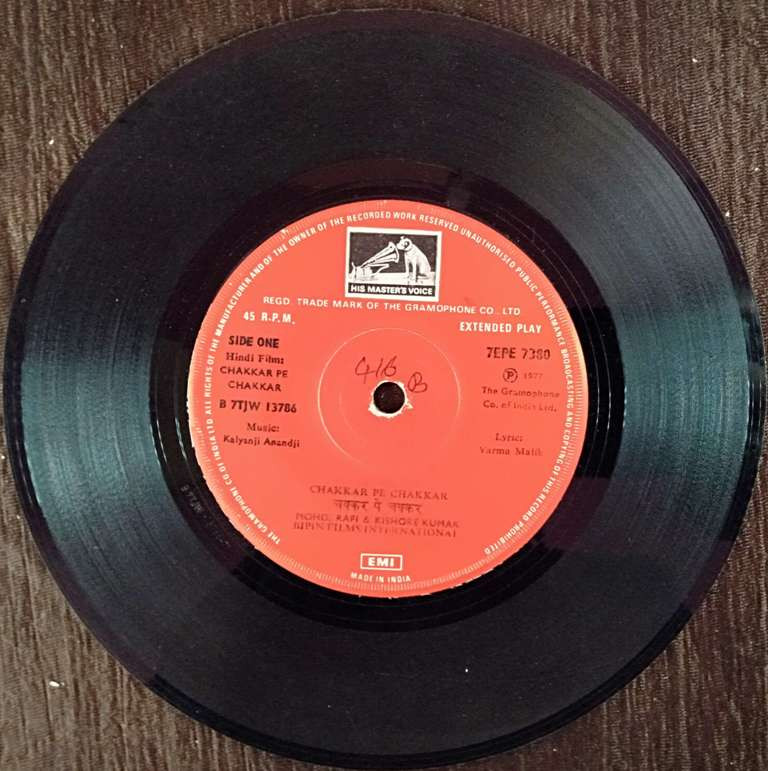 THE GRAMOPHONE CO OF INDIA LTD ALL RIGHTS OF THE MANUFACTURER AND OF THE OWNER OF THE RECORDED WORK RESERVED UNAUTHORISED PUBLIC PERFORMANCE BROADCASTING AND COPYING OF THIS RECORD PROHIBITED
HIS MASTER'S VOICE
REGD. TRADE MARK OF THE GRAMOPHONE CO., LTD
45 R.P.M.
EXTENDED PLAY
SIDE ONE
Hindi Film:
CHAKKAR PE
CHAKKAR
B 7TJW 13786
Music:
Kalyanji Anandji
7EPE 7380
Ⓟ 1977
The Gramophone
Co. of India Ltd.
Lyric:
Varma Malik
CHAKKAR PE CHAKKAR
चक्कर पे चक्कर
MOHD. RAFI & KISHORE KUMAR
BIPIN FILMS INTERNATIONAL
EMI
MADE IN INDIA